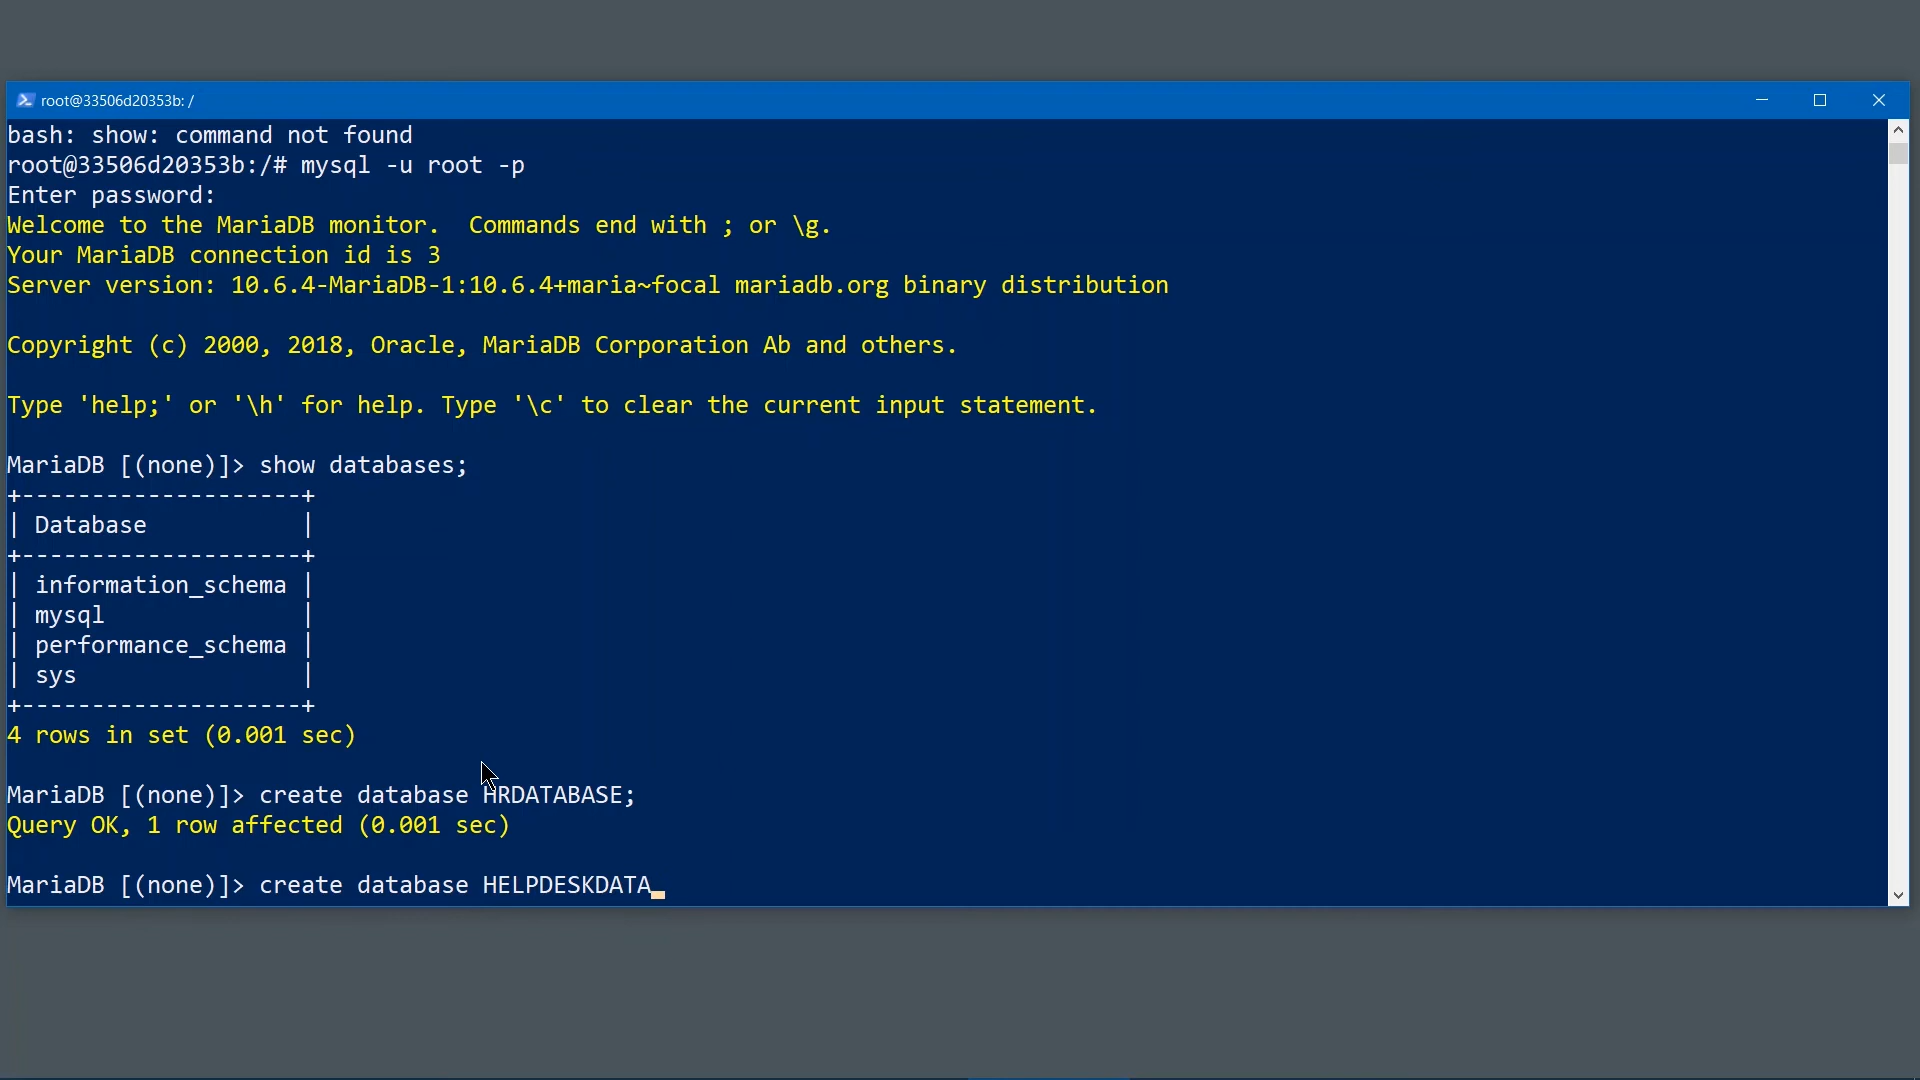 root@33506d20353b: /
bash: show: command not found
root@33506d20353b:/# mysql -u root -p
Enter password:
Welcome to the MariaDB monitor.  Commands end with ; or \g.
Your MariaDB connection id is 3
Server version: 10.6.4-MariaDB-1:10.6.4+maria~focal mariadb.org binary distribution
Copyright (c) 2000, 2018, Oracle, MariaDB Corporation Ab and others.
Type 'help;' or '\h' for help. Type '\c' to clear the current input statement.
MariaDB [(none)]> show databases;
+--------------------+
| Database           |
+--------------------+
| information_schema |
| mysql              |
| performance_schema |
| sys                |
+--------------------+
4 rows in set (0.001 sec)
MariaDB [(none)]> create database HRDATABASE;
Query OK, 1 row affected (0.001 sec)
MariaDB [(none)]> create database HELPDESKDATA